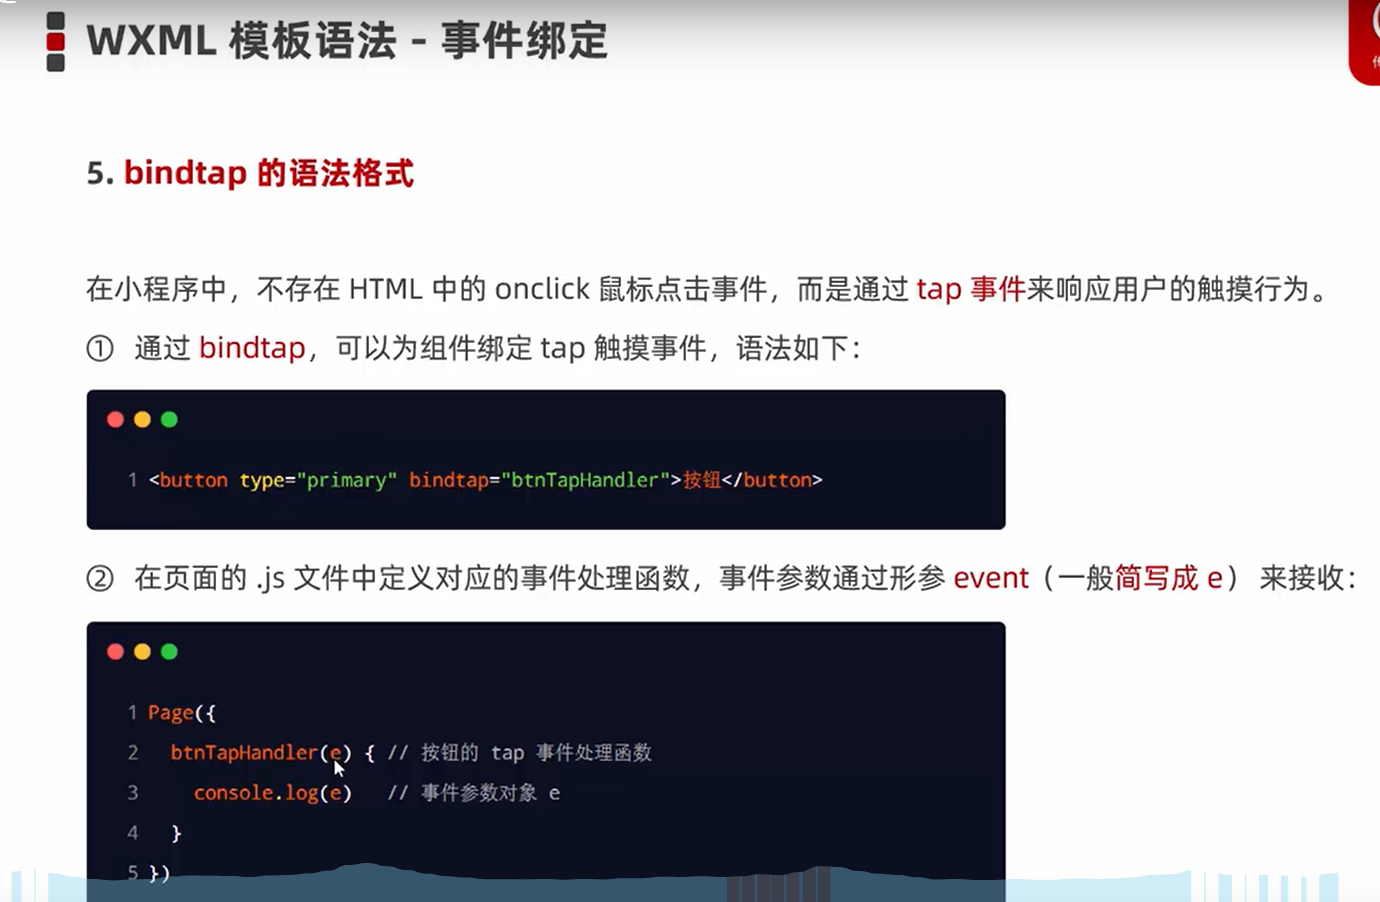 WXML 模板语法 - 事件绑定
5. bindtap 的语法格式
在小程序中，不存在 HTML 中的 onclick 鼠标点击事件，而是通过 tap 事件来响应用户的触摸行为。
① 通过 bindtap，可以为组件绑定 tap 触摸事件，语法如下：
1 <button type="primary" bindtap="btnTapHandler">按钮</button>
② 在页面的 .js 文件中定义对应的事件处理函数，事件参数通过形参 event（一般简写成 e） 来接收：
1 Page({
2   btnTapHandler(e) { // 按钮的 tap 事件处理函数
3     console.log(e)   // 事件参数对象 e
4   }
5 })